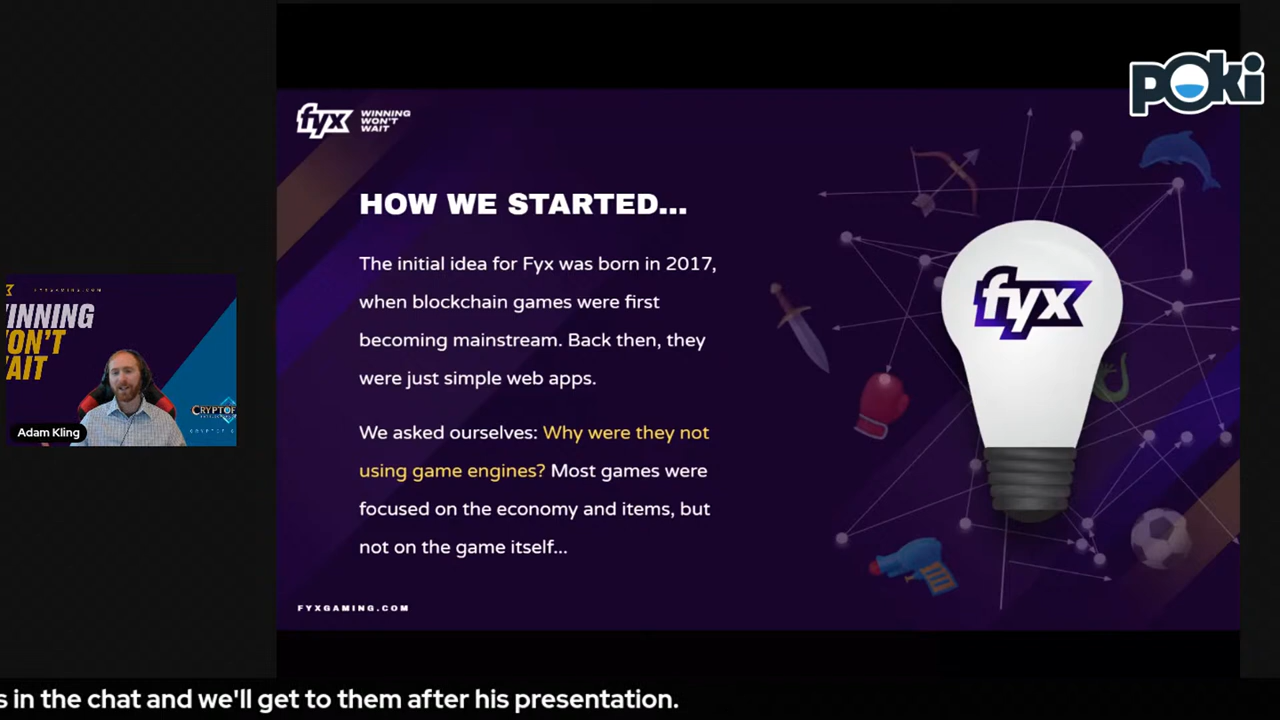 poki
fyx
WINNING
WON'T
WAIT
HOW WE STARTED...
The initial idea for Fyx was born in 2017,
when blockchain games were first
becoming mainstream. Back then, they
were just simple web apps.
We asked ourselves: Why were they not
using game engines? Most games were
focused on the economy and items, but
not on the game itself...
FYXGAMING.COM
fyx
FYXGAMING.COM
INNING
ON'T
AIT
CRYPTOF
Adam Kling
s in the chat and we'll get to them after his presentation.